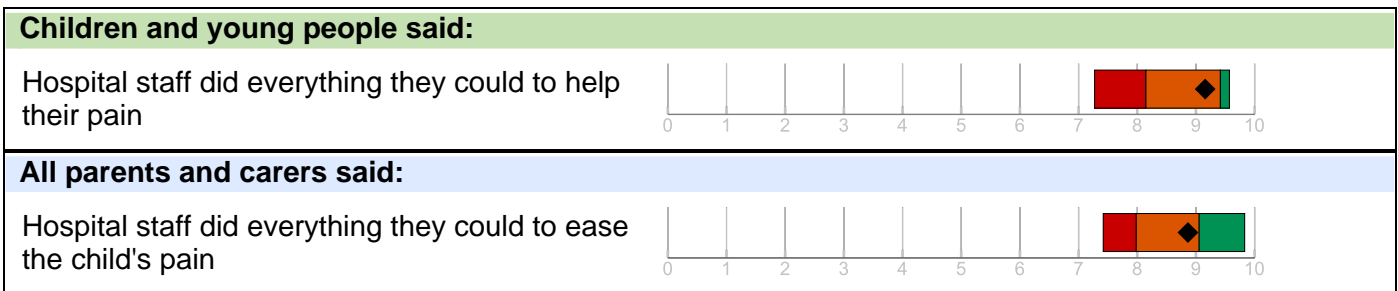 Children and young people said:
Hospital staff did everything they could to help
their pain
0 1 2 3 4 5 6 7 8 9 10
All parents and carers said:
Hospital staff did everything they could to ease
the child's pain
0 1 2 3 4 5 6 7 8 9 10